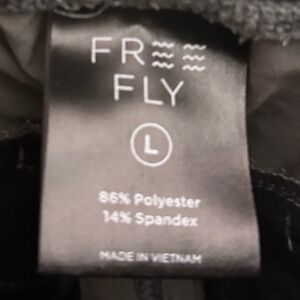 FREE
FLY
L
86% Polyester
14% Spandex
MADE IN VIETNAM